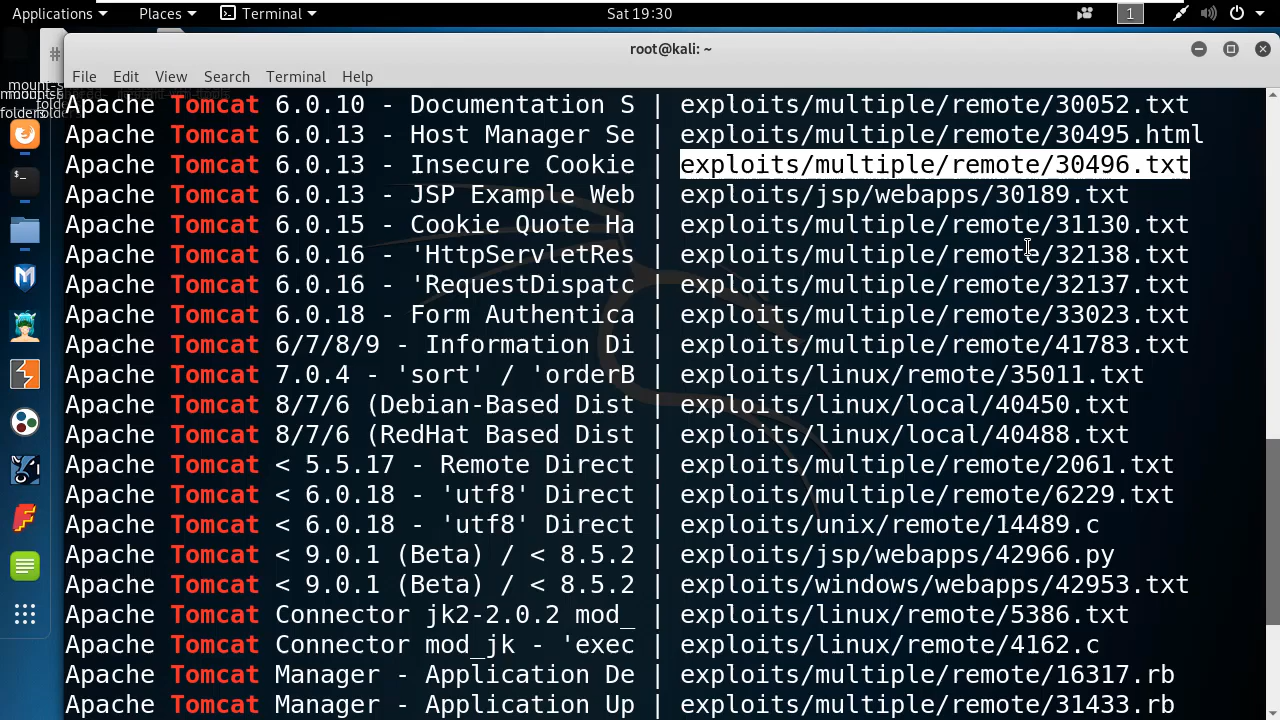 Applications Places Terminal Sat 19:30 1
root@kali: ~
File Edit View Search Terminal Help
Apache Tomcat 6.0.10 - Documentation S | exploits/multiple/remote/30052.txt
Apache Tomcat 6.0.13 - Host Manager Se | exploits/multiple/remote/30495.html
Apache Tomcat 6.0.13 - Insecure Cookie | exploits/multiple/remote/30496.txt
Apache Tomcat 6.0.13 - JSP Example Web | exploits/jsp/webapps/30189.txt
Apache Tomcat 6.0.15 - Cookie Quote Ha | exploits/multiple/remote/31130.txt
Apache Tomcat 6.0.16 - 'HttpServletRes | exploits/multiple/remote/32138.txt
Apache Tomcat 6.0.16 - 'RequestDispatc | exploits/multiple/remote/32137.txt
Apache Tomcat 6.0.18 - Form Authentica | exploits/multiple/remote/33023.txt
Apache Tomcat 6/7/8/9 - Information Di | exploits/multiple/remote/41783.txt
Apache Tomcat 7.0.4 - 'sort' / 'orderB | exploits/linux/remote/35011.txt
Apache Tomcat 8/7/6 (Debian-Based Dist | exploits/linux/local/40450.txt
Apache Tomcat 8/7/6 (RedHat Based Dist | exploits/linux/local/40488.txt
Apache Tomcat < 5.5.17 - Remote Direct | exploits/multiple/remote/2061.txt
Apache Tomcat < 6.0.18 - 'utf8' Direct | exploits/multiple/remote/6229.txt
Apache Tomcat < 6.0.18 - 'utf8' Direct | exploits/unix/remote/14489.c
Apache Tomcat < 9.0.1 (Beta) / < 8.5.2 | exploits/jsp/webapps/42966.py
Apache Tomcat < 9.0.1 (Beta) / < 8.5.2 | exploits/windows/webapps/42953.txt
Apache Tomcat Connector jk2-2.0.2 mod_ | exploits/linux/remote/5386.txt
Apache Tomcat Connector mod_jk - 'exec | exploits/linux/remote/4162.c
Apache Tomcat Manager - Application De | exploits/multiple/remote/16317.rb
Apache Tomcat Manager - Application Up | exploits/multiple/remote/31433.rb